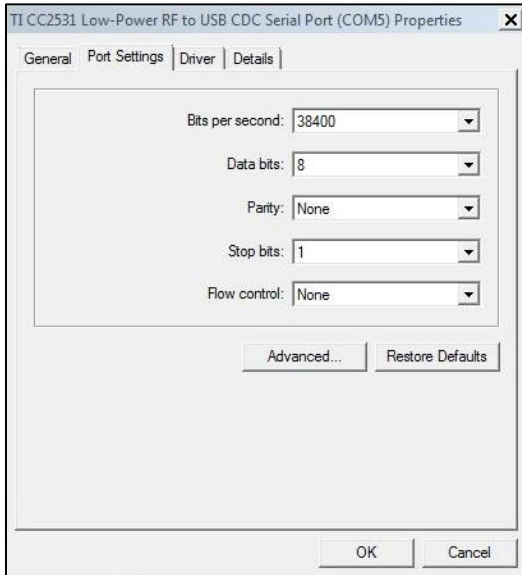 TI CC2531 Low-Power RF to USB CDC Serial Port (COM5) Properties
General Port Settings Driver Details
Bits per second: 38400
Data bits: 8
Parity: None
Stop bits: 1
Flow control: None
Advanced... Restore Defaults
OK Cancel